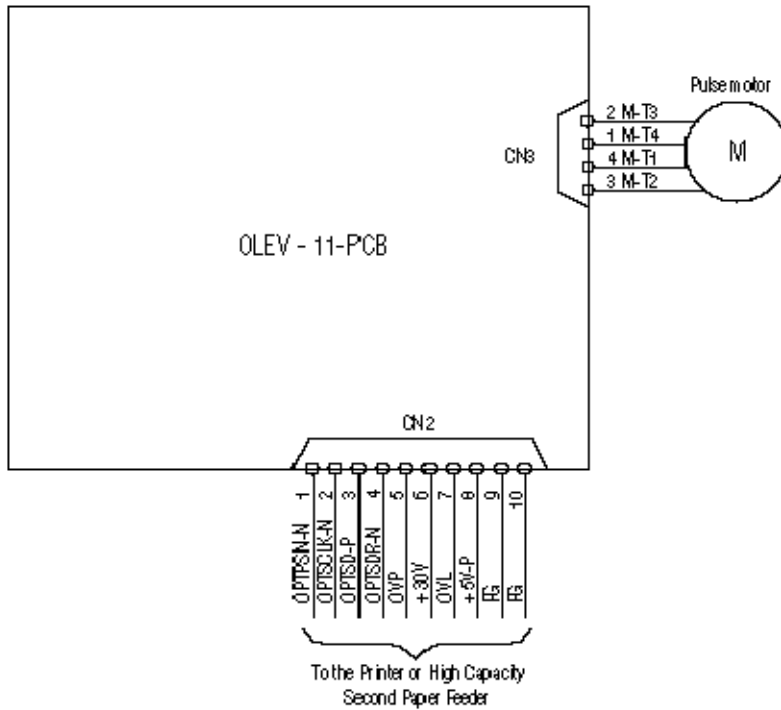 Pulse motor
2 M-T3
1 M-T4
4 M-T1
3 M-T2
M
CN3
OLEV - 11-PCB
CN2
1 2 3 4 5 6 7 8 9 10
OPTPSIN-N
OPTSCLK-N
OPTSD-P
OPTSDR-N
OVP
+30V
OVL
+5V-P
FG
FG
To the Printer or High Capacity
Second Paper Feeder